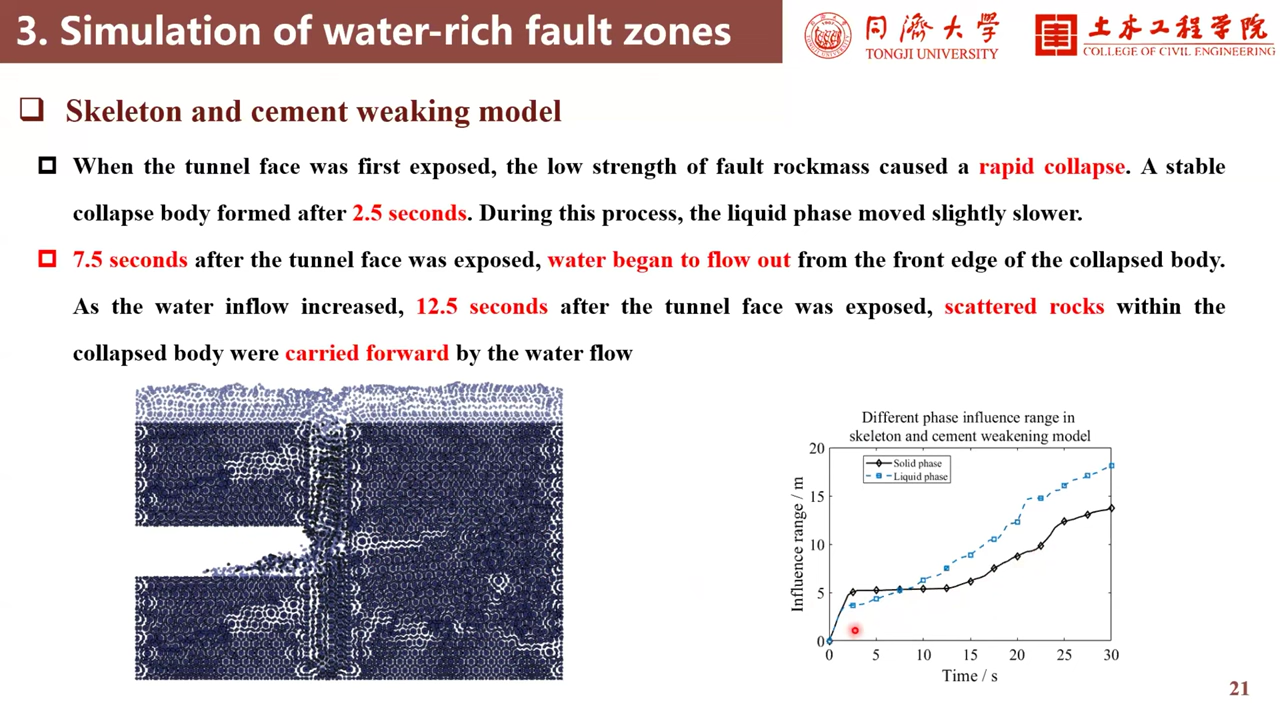 3. Simulation of water-rich fault zones
同濟大學
TONGJI UNIVERSITY
土木工程学院
COLLEGE OF CIVIL ENGINEERING
Skeleton and cement weaking model
When the tunnel face was first exposed, the low strength of fault rockmass caused a rapid collapse. A stable
collapse body formed after 2.5 seconds. During this process, the liquid phase moved slightly slower.
7.5 seconds after the tunnel face was exposed, water began to flow out from the front edge of the collapsed body.
As the water inflow increased, 12.5 seconds after the tunnel face was exposed, scattered rocks within the
collapsed body were carried forward by the water flow
Different phase influence range in
skeleton and cement weakening model
Solid phase
Liquid phase
Influence range / m
20
15
10
5
0
0 5 10 15 20 25 30
Time / s
21